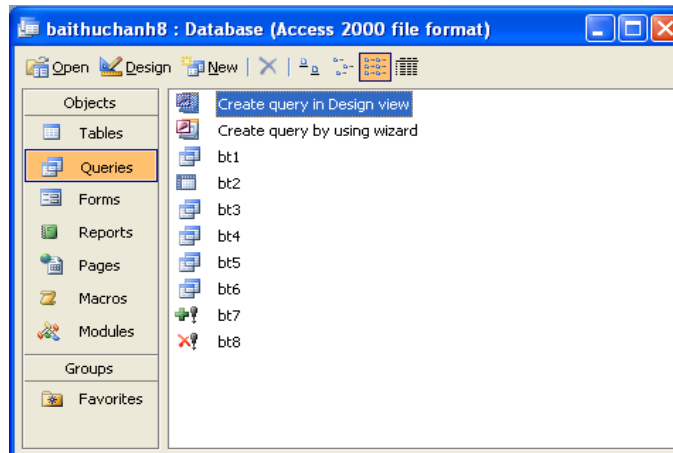 baithuchanh8 : Database (Access 2000 file format)
Open Design New
Objects
Tables
Queries
Forms
Reports
Pages
Macros
Modules
Groups
Favorites
Create query in Design view
Create query by using wizard
bt1
bt2
bt3
bt4
bt5
bt6
bt7
bt8